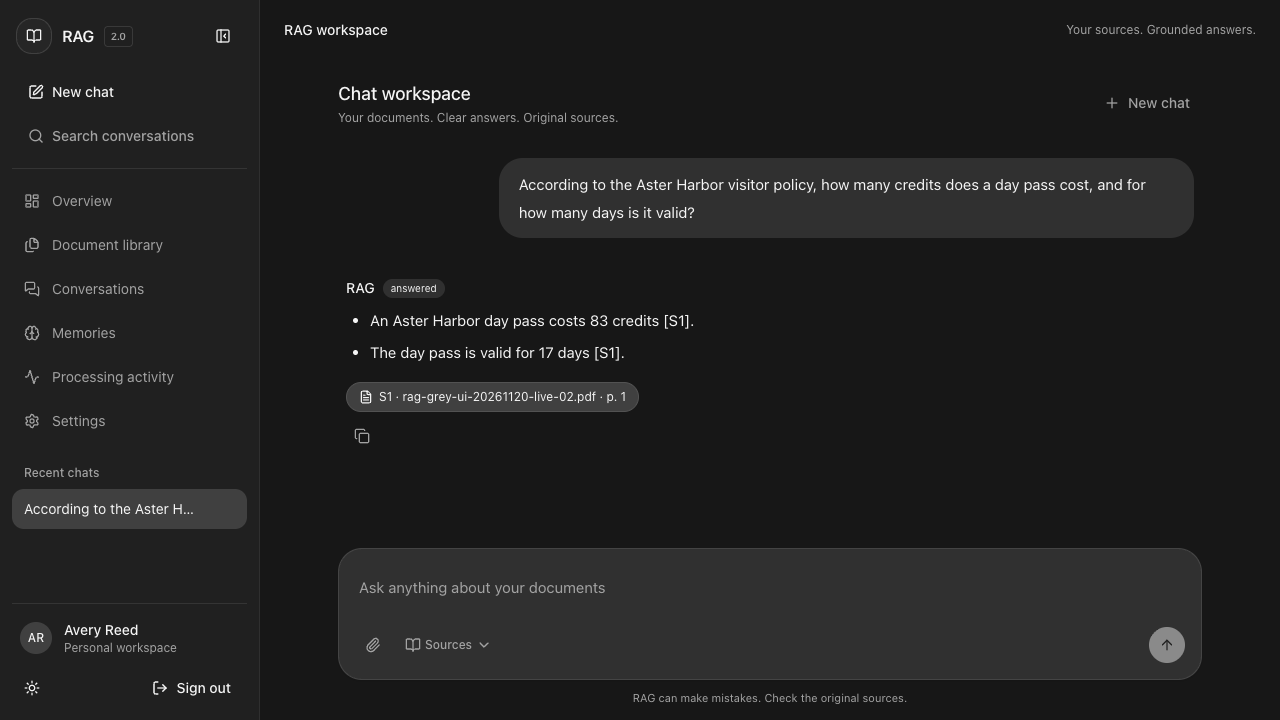 RAG 2.0
New chat
Search conversations
Overview
Document library
Conversations
Memories
Processing activity
Settings
Recent chats
According to the Aster H...
AR
Avery Reed
Personal workspace
Sign out
RAG workspace
Your sources. Grounded answers.
Chat workspace
Your documents. Clear answers. Original sources.
New chat
According to the Aster Harbor visitor policy, how many credits does a day pass cost, and for
how many days is it valid?
RAG answered
• An Aster Harbor day pass costs 83 credits [S1].
• The day pass is valid for 17 days [S1].
S1 · rag-grey-ui-20261120-live-02.pdf · p. 1
Ask anything about your documents
Sources
RAG can make mistakes. Check the original sources.